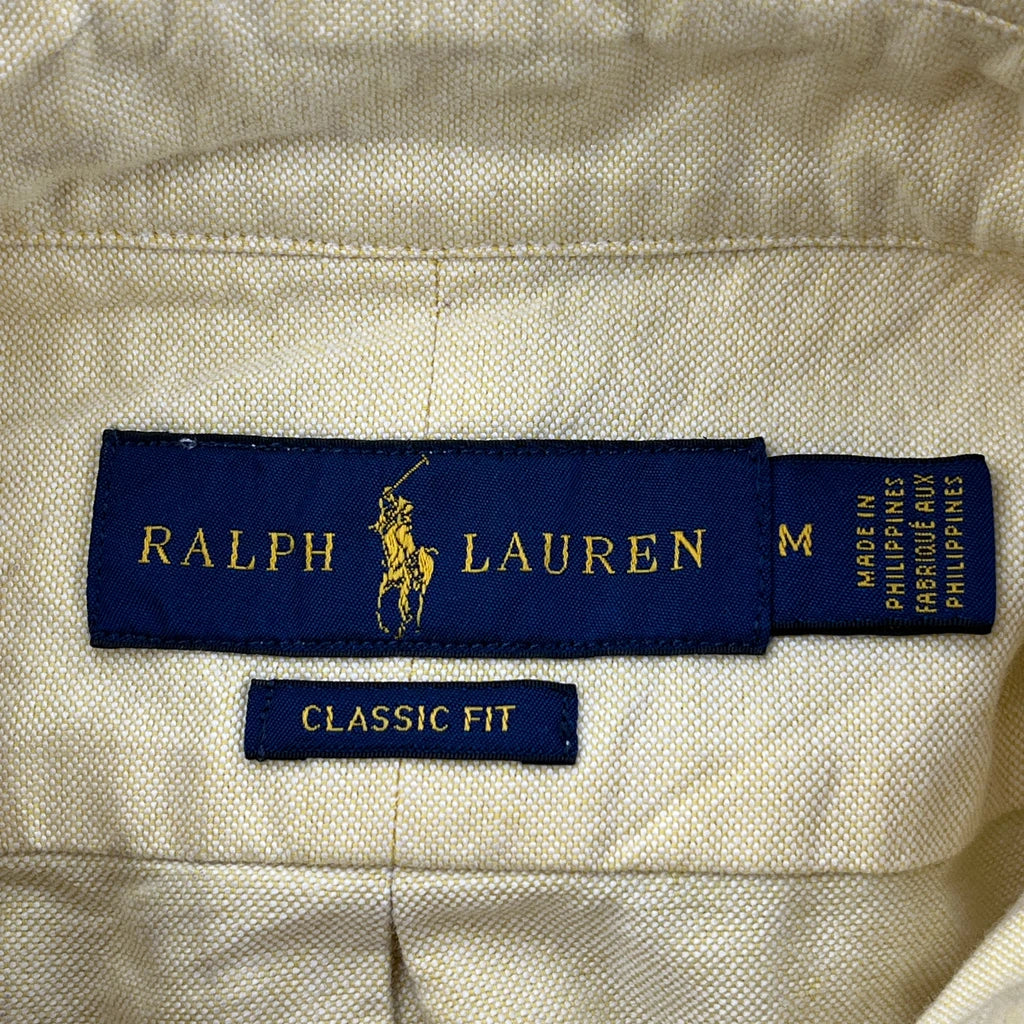 RALPH LAUREN
M
MADE IN
PHILIPPINES
FABRIQUÉ AUX
PHILIPPINES
CLASSIC FIT